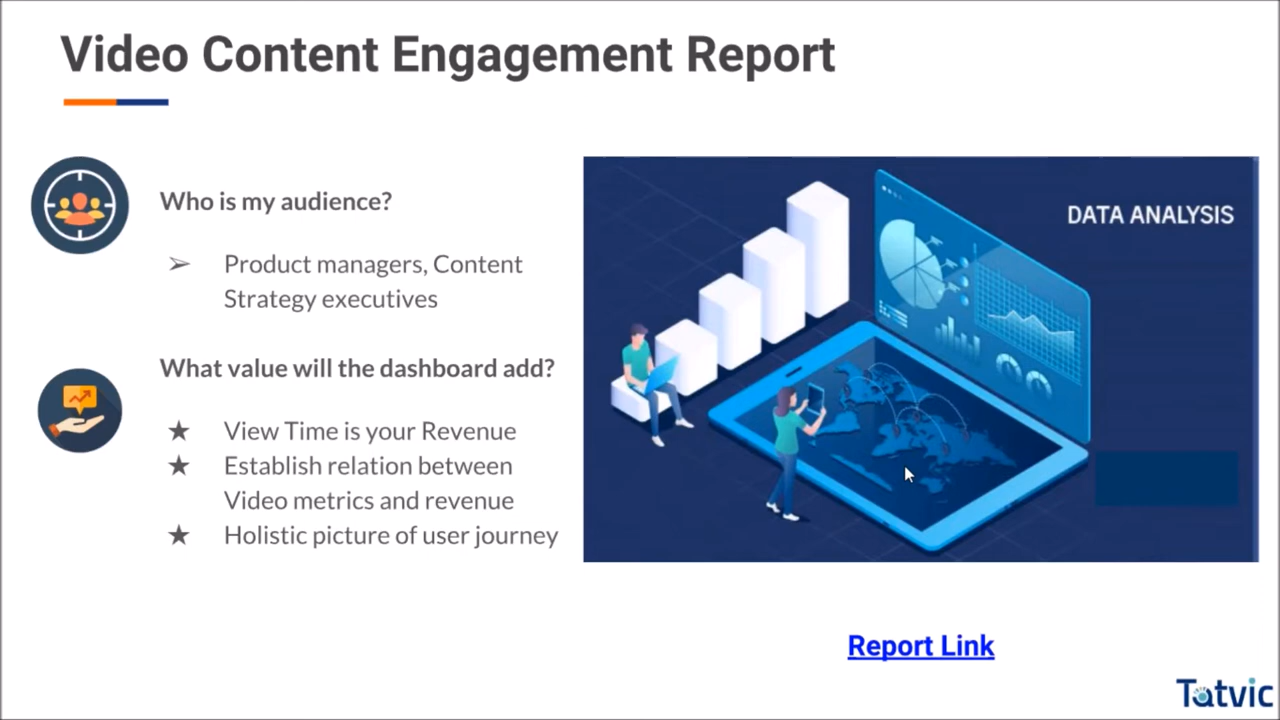 Video Content Engagement Report
Who is my audience?
➢ Product managers, Content
Strategy executives
What value will the dashboard add?
★ View Time is your Revenue
★ Establish relation between
Video metrics and revenue
★ Holistic picture of user journey
DATA ANALYSIS
Report Link
Tatvic